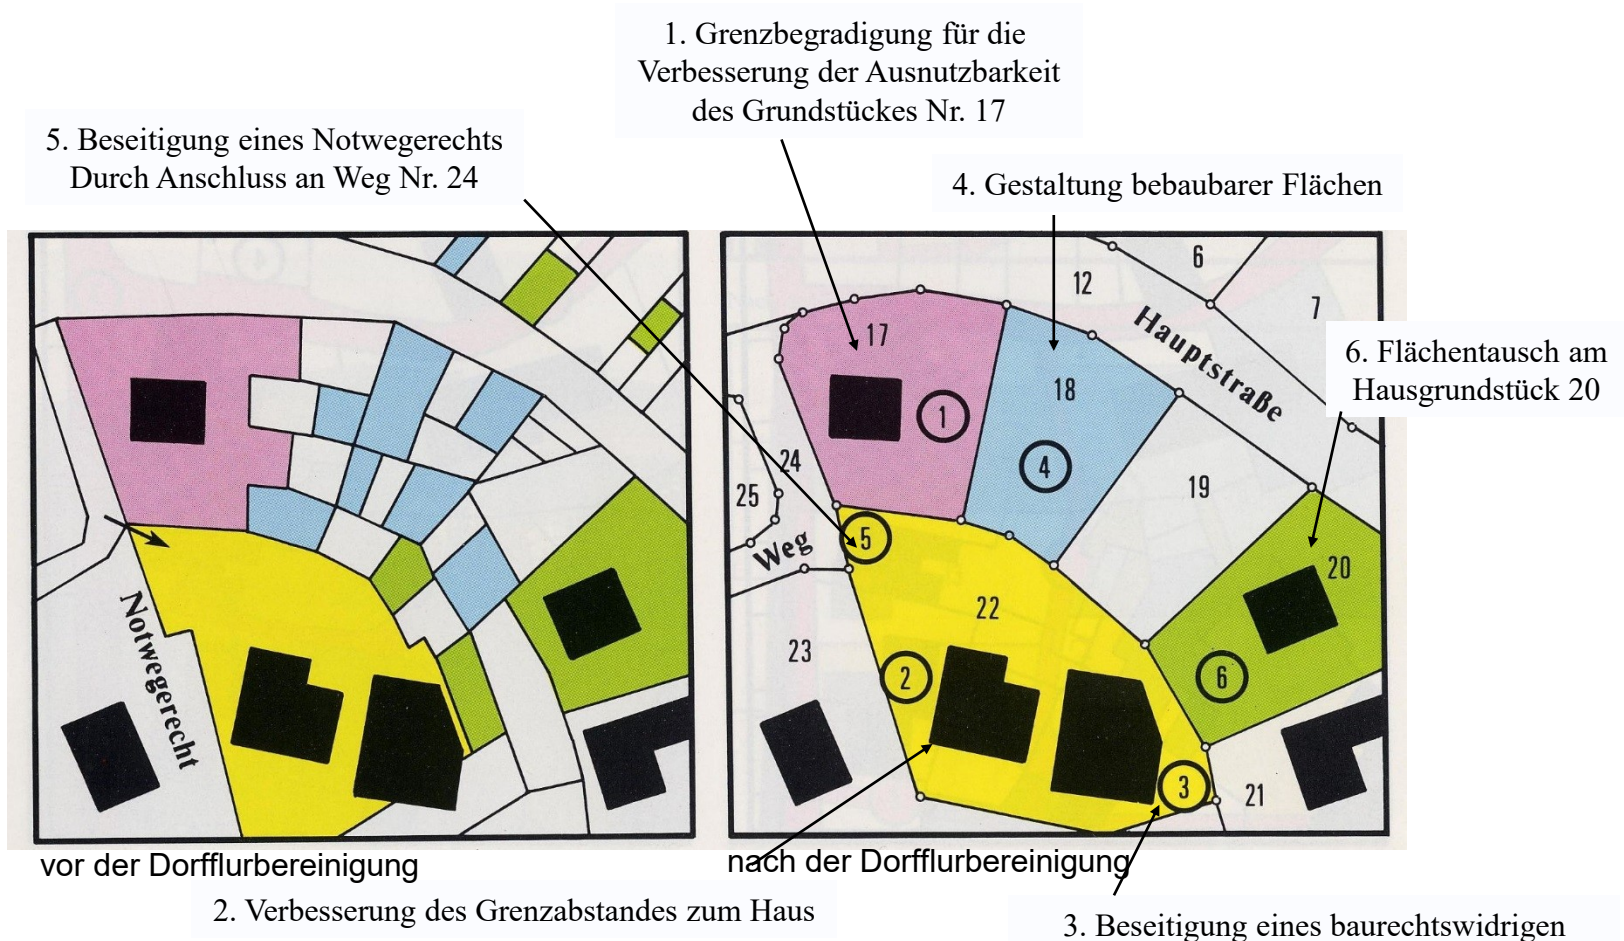 1. Grenzbegradigung für die
Verbesserung der Ausnutzbarkeit
des Grundstückes Nr. 17
5. Beseitigung eines Notwegerechts
Durch Anschluss an Weg Nr. 24
4. Gestaltung bebaubarer Flächen
6. Flächentausch am
Hausgrundstück 20
Notwegerecht
6
12
7
Hauptstraße
17
1
18
4
24
25
19
5
Weg
20
22
23
2
6
3
21
vor der Dorfflurbereinigung
nach der Dorfflurbereinigung
2. Verbesserung des Grenzabstandes zum Haus
3. Beseitigung eines baurechtswidrigen